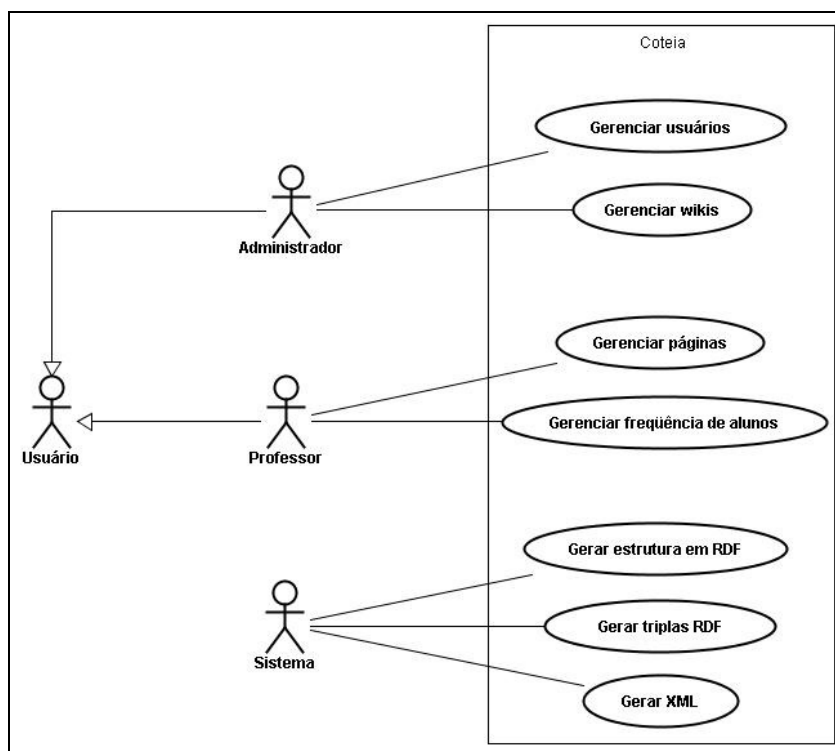 Coteia
Gerenciar usuários
Gerenciar wikis
Administrador
Gerenciar páginas
Gerenciar freqüência de alunos
Usuário
Professor
Gerar estrutura em RDF
Gerar triplas RDF
Sistema
Gerar XML